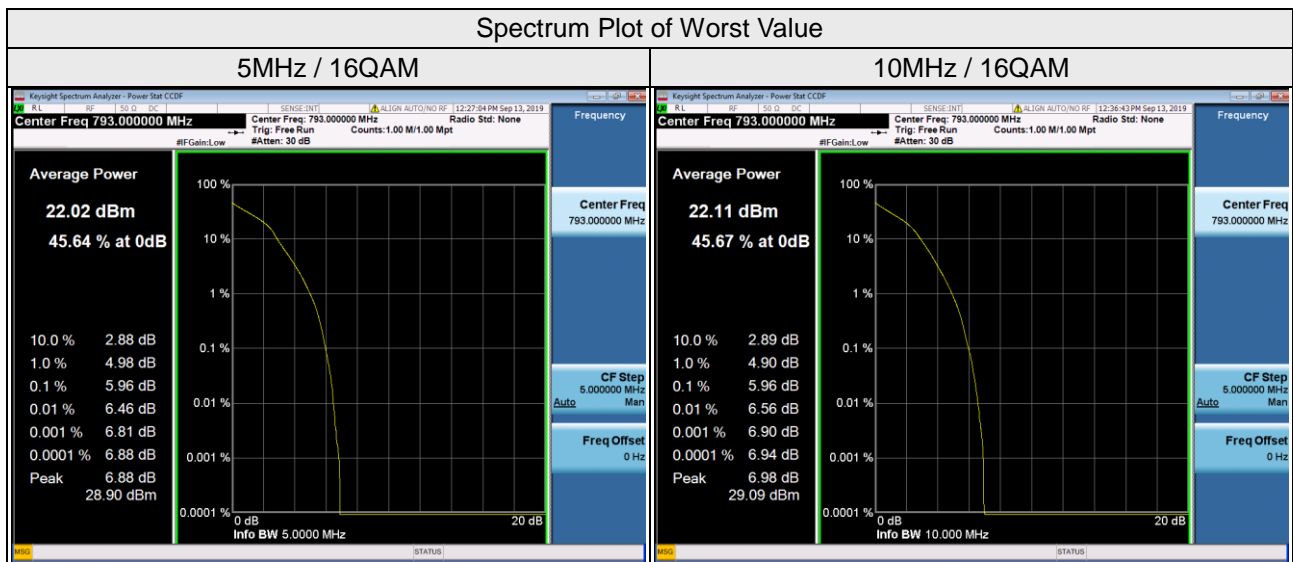 Spectrum Plot of Worst Value
5MHz / 16QAM
10MHz / 16QAM
Keysight Spectrum Analyzer - Power Stat CCDF
RL RF 50 Ω DC SENSE:INT ALIGN AUTO/NO RF 12:27:04 PM Sep 13, 2019
Center Freq 793.000000 MHz
Center Freq: 793.000000 MHz Radio Std: None
Trig: Free Run Counts:1.00 M/1.00 Mpt
#IFGain:Low #Atten: 30 dB
Average Power
22.02 dBm
45.64 % at 0dB
10.0 % 2.88 dB
1.0 % 4.98 dB
0.1 % 5.96 dB
0.01 % 6.46 dB
0.001 % 6.81 dB
0.0001 % 6.88 dB
Peak 6.88 dB
28.90 dBm
100 %
10 %
1 %
0.1 %
0.01 %
0.001 %
0.0001 %
0 dB 20 dB
Info BW 5.0000 MHz
Frequency
Center Freq
793.000000 MHz
CF Step
5.000000 MHz
Auto Man
Freq Offset
0 Hz
MSG STATUS
Keysight Spectrum Analyzer - Power Stat CCDF
RL RF 50 Ω DC SENSE:INT ALIGN AUTO/NO RF 12:36:43 PM Sep 13, 2019
Center Freq 793.000000 MHz
Center Freq: 793.000000 MHz Radio Std: None
Trig: Free Run Counts:1.00 M/1.00 Mpt
#IFGain:Low #Atten: 30 dB
Average Power
22.11 dBm
45.67 % at 0dB
10.0 % 2.89 dB
1.0 % 4.90 dB
0.1 % 5.96 dB
0.01 % 6.56 dB
0.001 % 6.90 dB
0.0001 % 6.94 dB
Peak 6.98 dB
29.09 dBm
100 %
10 %
1 %
0.1 %
0.01 %
0.001 %
0.0001 %
0 dB 20 dB
Info BW 10.000 MHz
Frequency
Center Freq
793.000000 MHz
CF Step
5.000000 MHz
Auto Man
Freq Offset
0 Hz
MSG STATUS